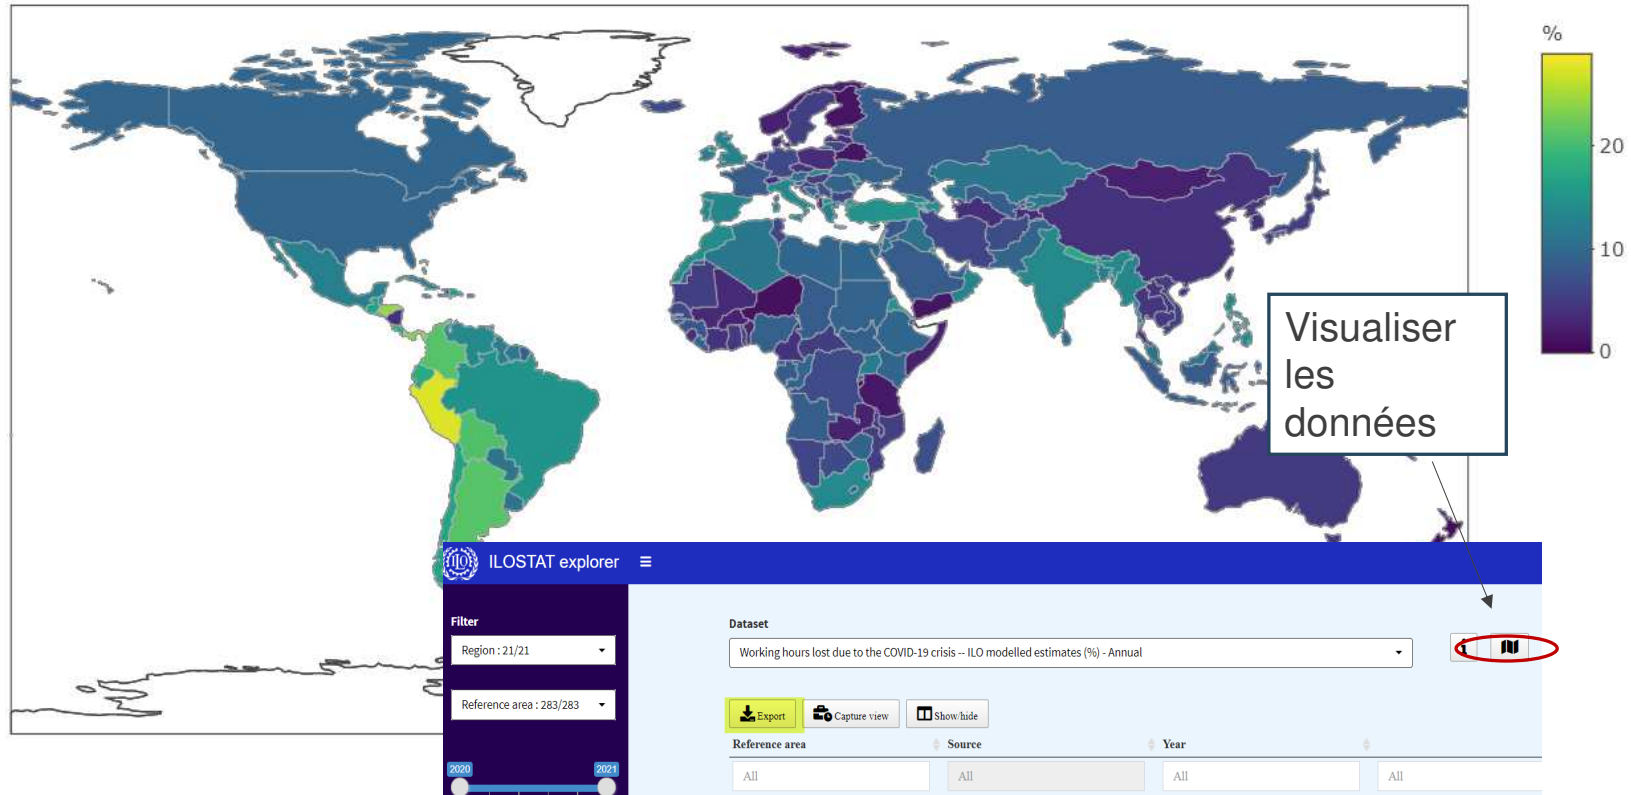 %
20
10
0
Visualiser
les
données
ILOSTAT explorer
Filter
Region : 21/21
Reference area : 283/283
2020
2021
Dataset
Working hours lost due to the COVID-19 crisis -- ILO modelled estimates (%) - Annual
Export
Capture view
Show/hide
Reference area
Source
Year
All
All
All
All